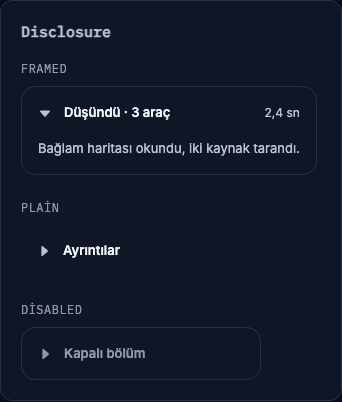 Disclosure
FRAMED
Düşündü · 3 araç 2,4 sn
Bağlam haritası okundu, iki kaynak tarandı.
PLAİN
Ayrıntılar
DİSABLED
Kapalı bölüm